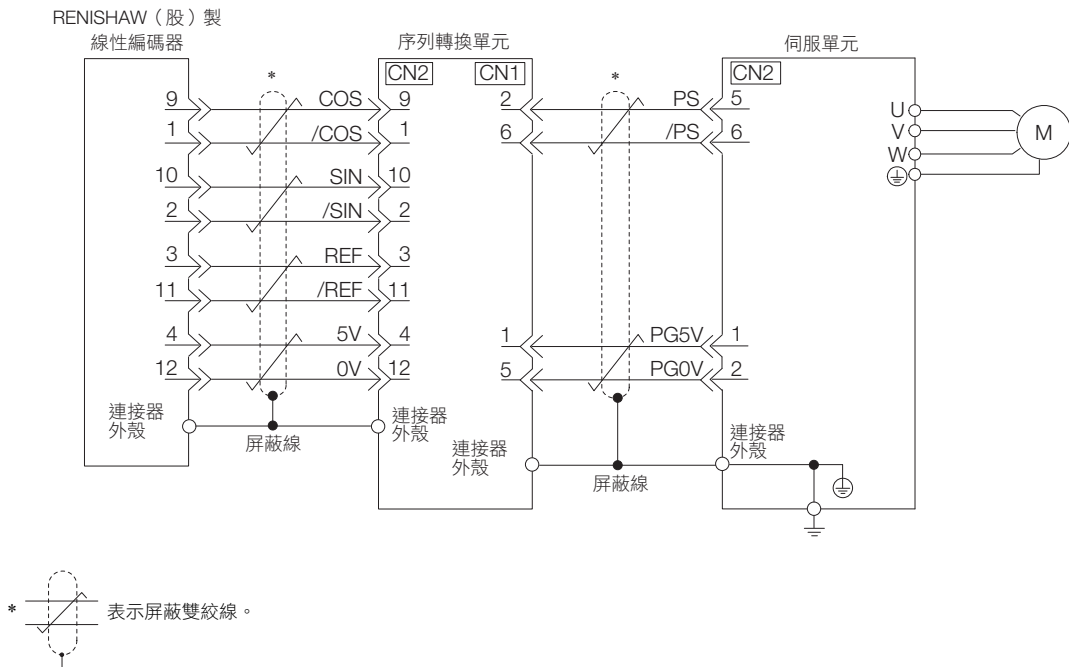 RENISHAW（股）製
線性編碼器
序列轉換單元
伺服單元
CN2 CN1 CN2
* *
9 COS 9 2 PS 5
1 /COS 1 6 /PS 6
10 SIN 10
2 /SIN 2
3 REF 3
11 /REF 11
4 5V 4 1 PG5V 1
12 0V 12 5 PG0V 2
U
V
W
M
連接器
外殼
屏蔽線
連接器
外殼
連接器
外殼
屏蔽線
連接器
外殼
* 表示屏蔽雙絞線。